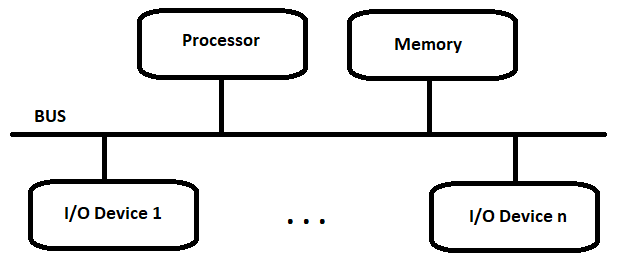 Processor
Memory
BUS
I/O Device 1
. . .
I/O Device n